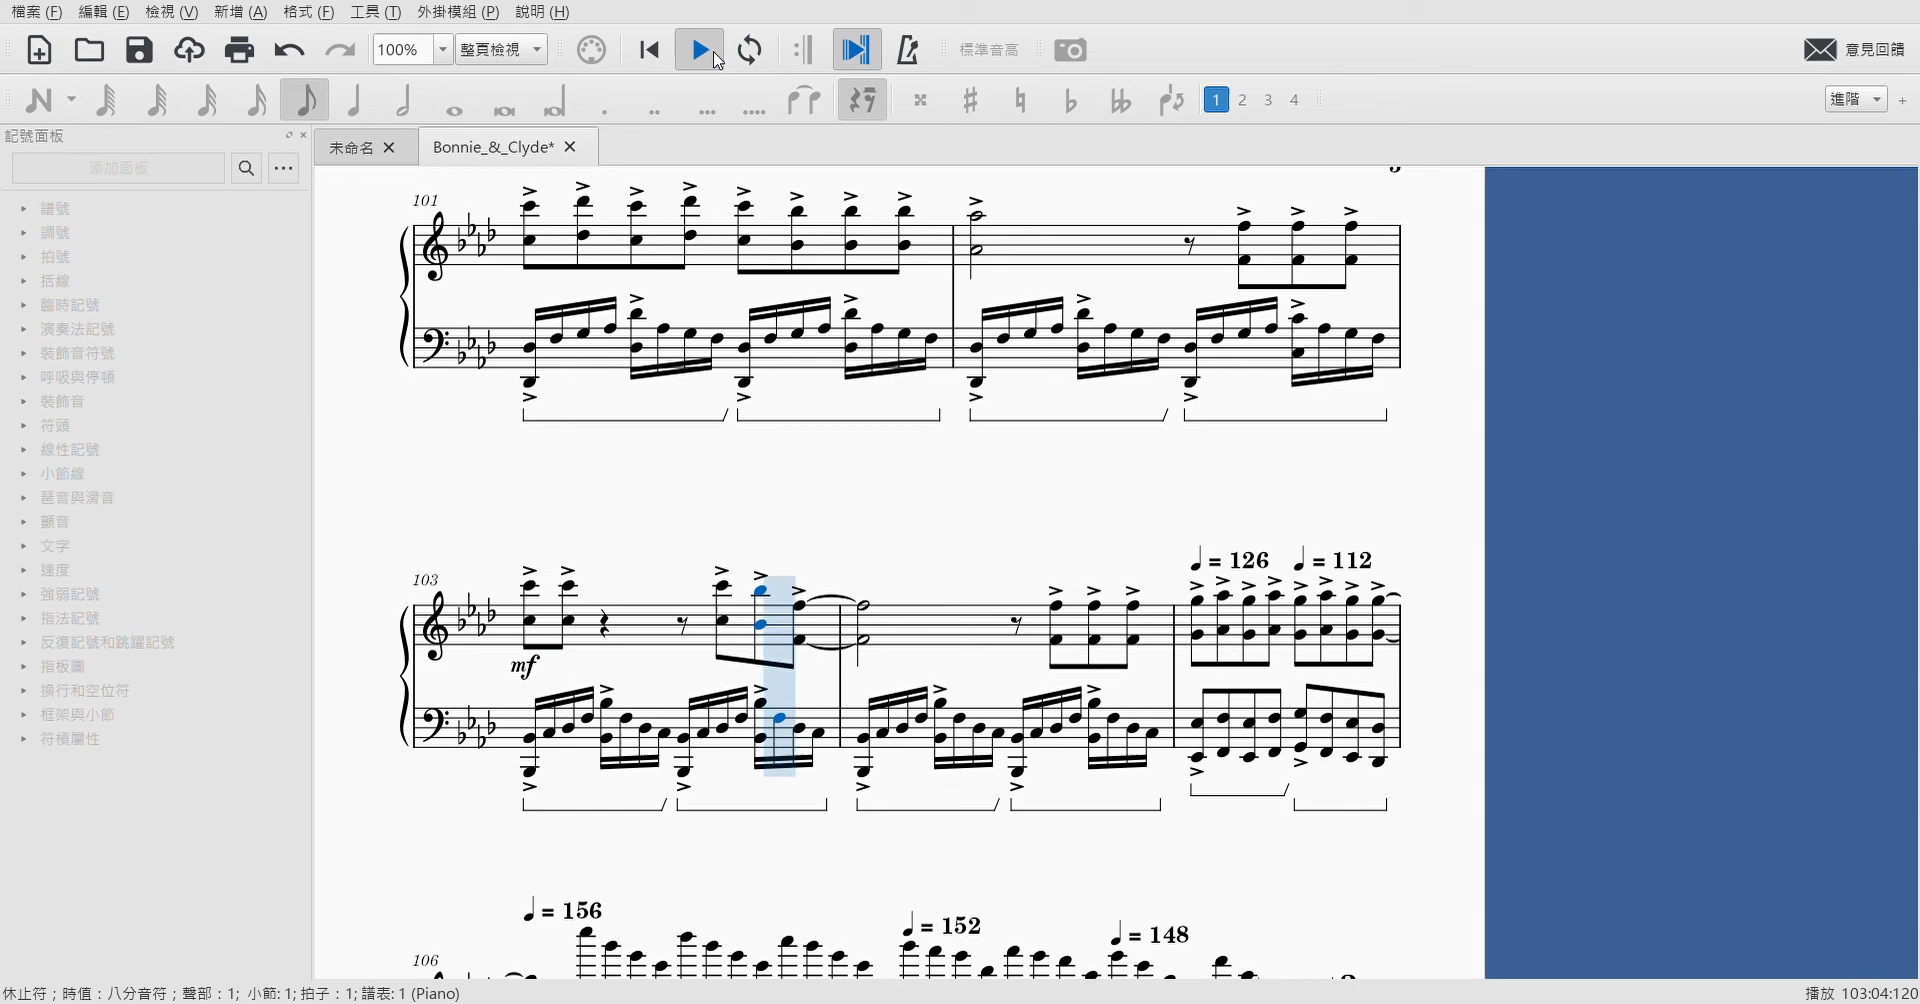 檔案 (F) 編輯 (E) 檢視 (V) 新增 (A) 格式 (F) 工具 (T) 外掛模組 (P) 說明 (H)
100% 整頁檢視 標準音高 意見回饋
1 2 3 4 進階 +
記號面板
未命名 Bonnie_&_Clyde*
添加面板
譜號
調號
拍號
括線
臨時記號
演奏法記號
裝飾音符號
呼吸與停頓
裝飾音
符頭
線性記號
小節線
琶音與滑音
顫音
文字
速度
強弱記號
指法記號
反復記號和跳躍記號
指板圖
換行和空位符
框架與小節
符槓屬性
101
103
= 126 = 112
mf
= 156
= 152
= 148
106
休止符；時值：八分音符；聲部：1; 小節: 1; 拍子：1; 譜表: 1 (Piano) 播放 103:04:120